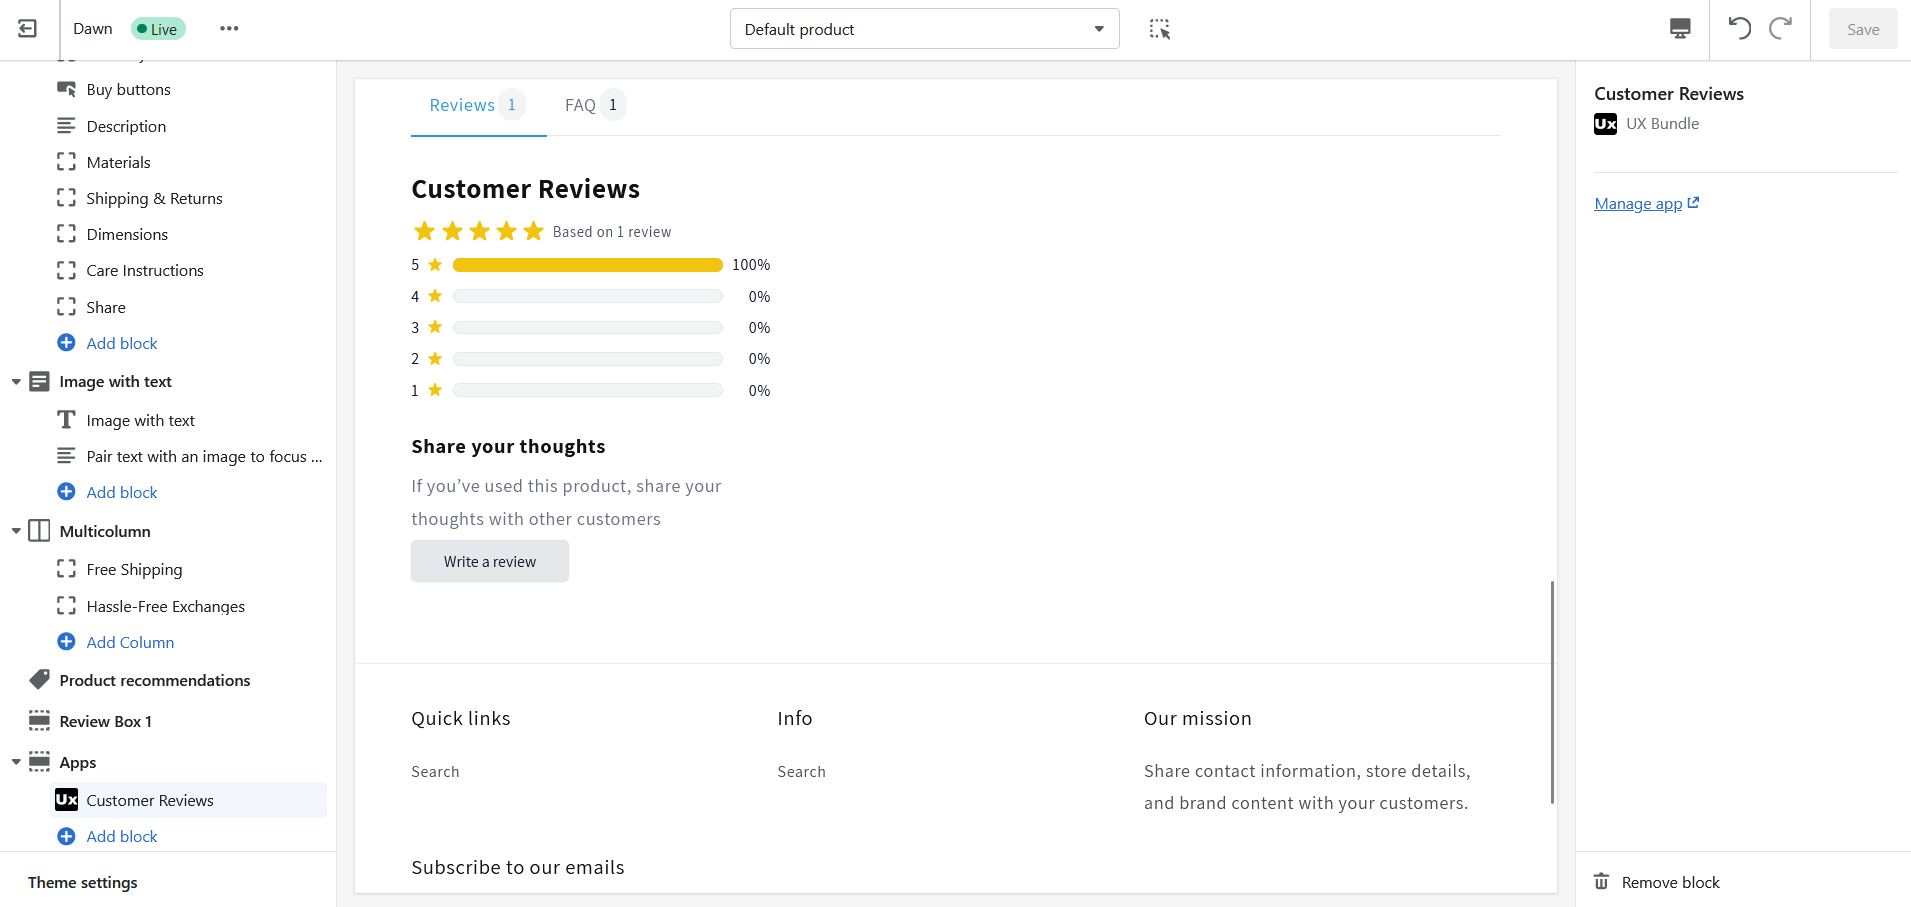 Dawn
Live
Default product
Save
Buy buttons
Description
Materials
Shipping & Returns
Dimensions
Care Instructions
Share
Add block
Image with text
Image with text
Pair text with an image to focus ...
Add block
Multicolumn
Free Shipping
Hassle-Free Exchanges
Add Column
Product recommendations
Review Box 1
Apps
Ux Customer Reviews
Add block
Theme settings
Reviews 1 FAQ 1
Customer Reviews
Based on 1 review
5 100%
4 0%
3 0%
2 0%
1 0%
Share your thoughts
If you’ve used this product, share your
thoughts with other customers
Write a review
Quick links
Search
Info
Search
Our mission
Share contact information, store details,
and brand content with your customers.
Subscribe to our emails
Customer Reviews
Ux UX Bundle
Manage app
Remove block